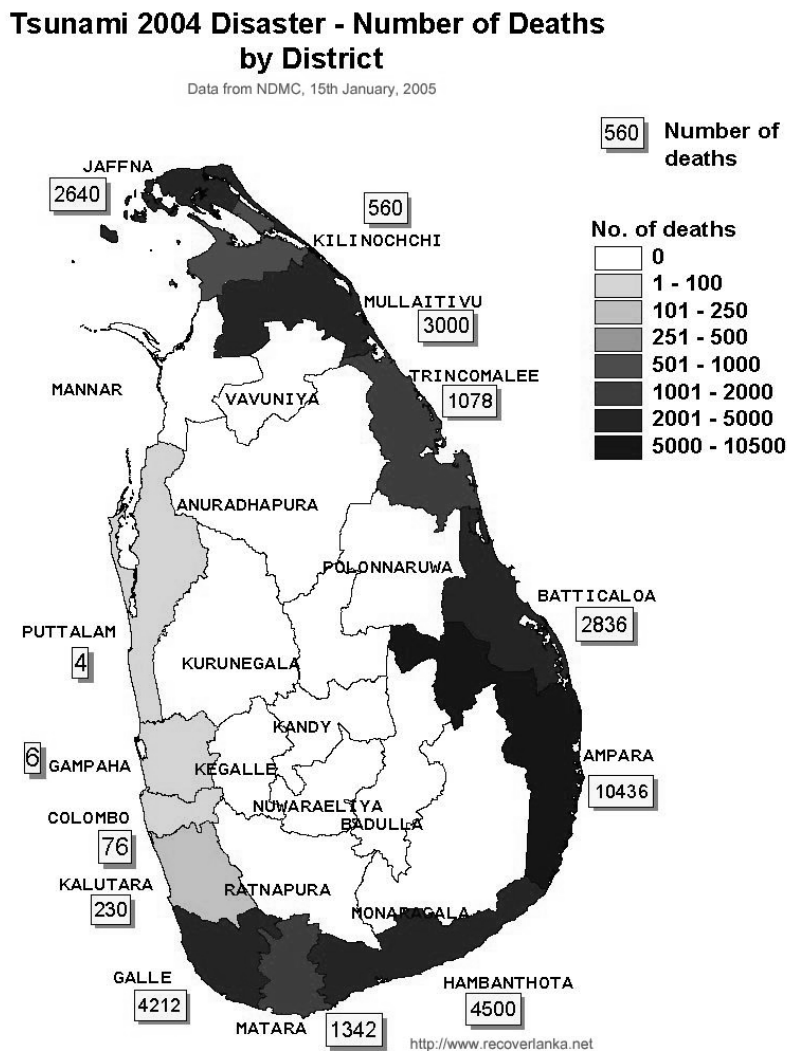 Tsunami 2004 Disaster - Number of Deaths
by District
Data from NDMC, 15th January, 2005
560 Number of
deaths
JAFFNA
2640
560
KILINOCHCHI
No. of deaths
0
1 - 100
101 - 250
251 - 500
501 - 1000
1001 - 2000
2001 - 5000
5000 - 10500
MULLAITIVU
3000
TRINCOMALEE
1078
MANNAR
VAVUNIYA
ANURADHAPURA
POLONNARUWA
BATTICALOA
2836
PUTTALAM
4
KURUNEGALA
KANDY
6 GAMPAHA
KEGALLE
AMPARA
10436
NUWARAELIYA
COLOMBO
76
BADULLA
KALUTARA
230
RATNAPURA
MONARAGALA
GALLE
4212
HAMBANTHOTA
4500
MATARA
1342
http://www.recoverlanka.net